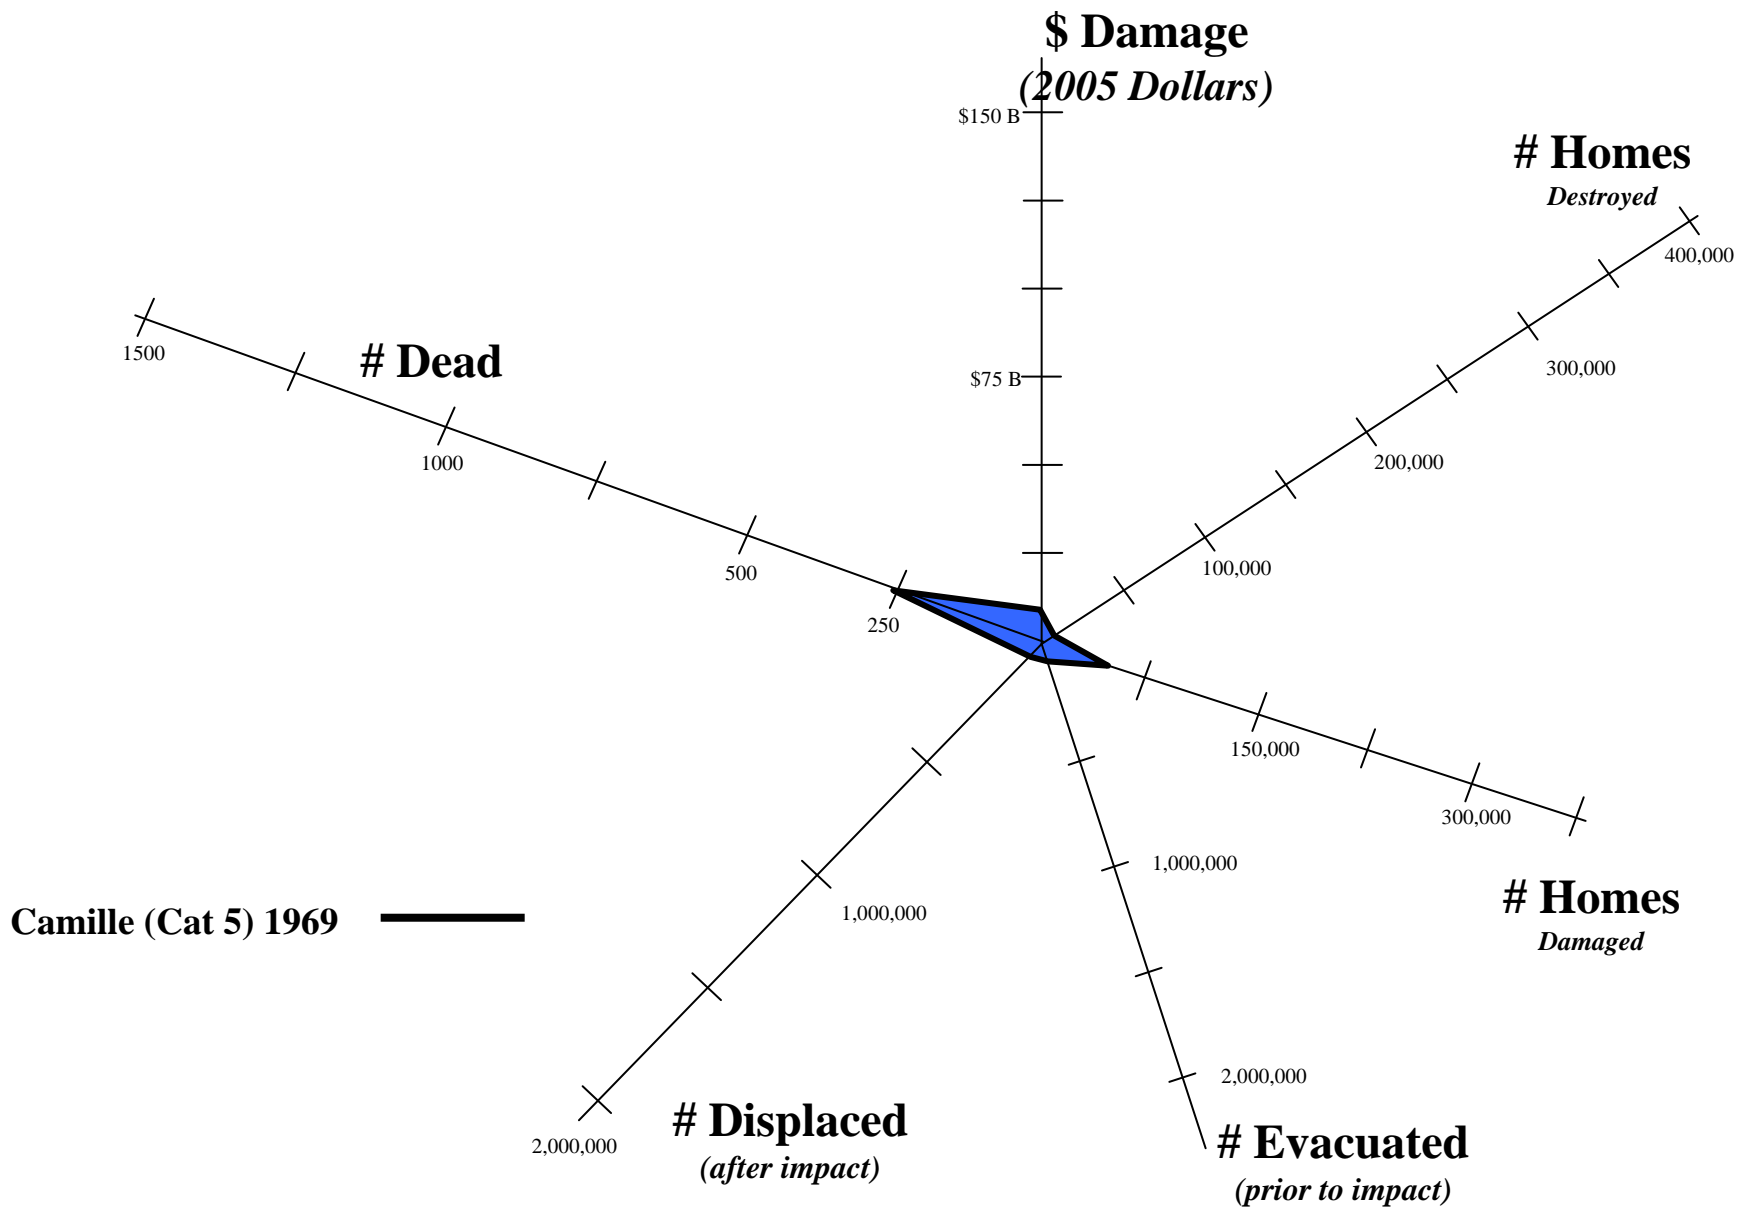 $ Damage
(2005 Dollars)
$150 B
# Homes
Destroyed
400,000
1500
# Dead
300,000
$75 B
1000
200,000
500
100,000
250
150,000
300,000
1,000,000
# Homes
Damaged
Camille (Cat 5) 1969
1,000,000
2,000,000
# Displaced
(after impact)
2,000,000
# Evacuated
(prior to impact)